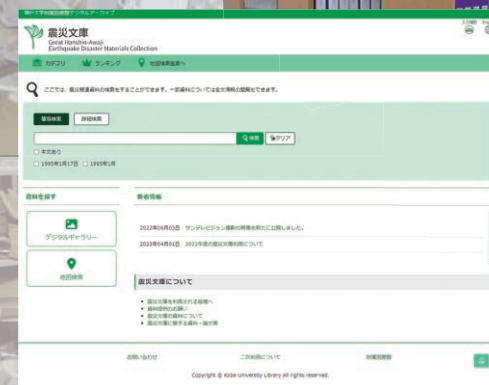 神戸大学附属図書館デジタルアーカイブ
震災文庫
Great Hanshin-Awaji
Earthquake Disaster Materials Collection
カテゴリ ランキング 地図検索画面へ
ここでは、震災関連資料の検索をすることができます。一部資料については全文情報の閲覧もできます。
簡易検索 詳細検索
検索 クリア
本文あり
1995年1月17日 1995年1月
資料を探す
新着情報
デジタルギャラリー
地図検索
2022年06月03日 サンテレビジョン撮影の映像を新たに公開しました。
2022年04月01日 2022年度の震災文庫利用について
震災文庫について
震災文庫を利用される皆様へ
資料提供のお願い
震災文庫の資料について
震災文庫に関する資料・論文等
お問い合わせ 二次利用について 附属図書館
Copyright © Kobe University Library All rights reserved.